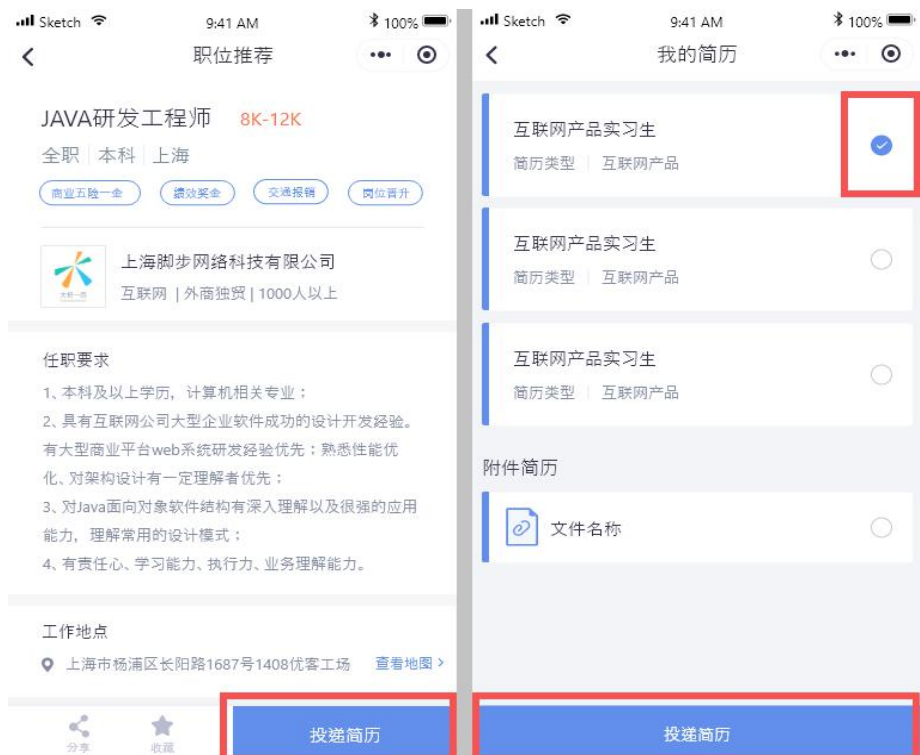 Sketch 9:41 AM 100%
职位推荐
JAVA研发工程师 8K-12K
全职 本科 上海
商业五险一金 绩效奖金 交通报销 岗位晋升
上海脚步网络科技有限公司
互联网 | 外商独贸 | 1000人以上
任职要求
1、本科及以上学历，计算机相关专业；
2、具有互联网公司大型企业软件成功的设计开发经验。
有大型商业平台web系统研发经验优先；熟悉性能优
化、对架构设计有一定理解者优先；
3、对Java面向对象软件结构有深入理解以及很强的应用
能力，理解常用的设计模式；
4、有责任心、学习能力、执行力、业务理解能力。
工作地点
上海市杨浦区长阳路1687号1408优客工场 查看地图
分享 收藏 投递简历
Sketch 9:41 AM 100%
我的简历
互联网产品实习生
简历类型 互联网产品
互联网产品实习生
简历类型 互联网产品
互联网产品实习生
简历类型 互联网产品
附件简历
文件名称
投递简历